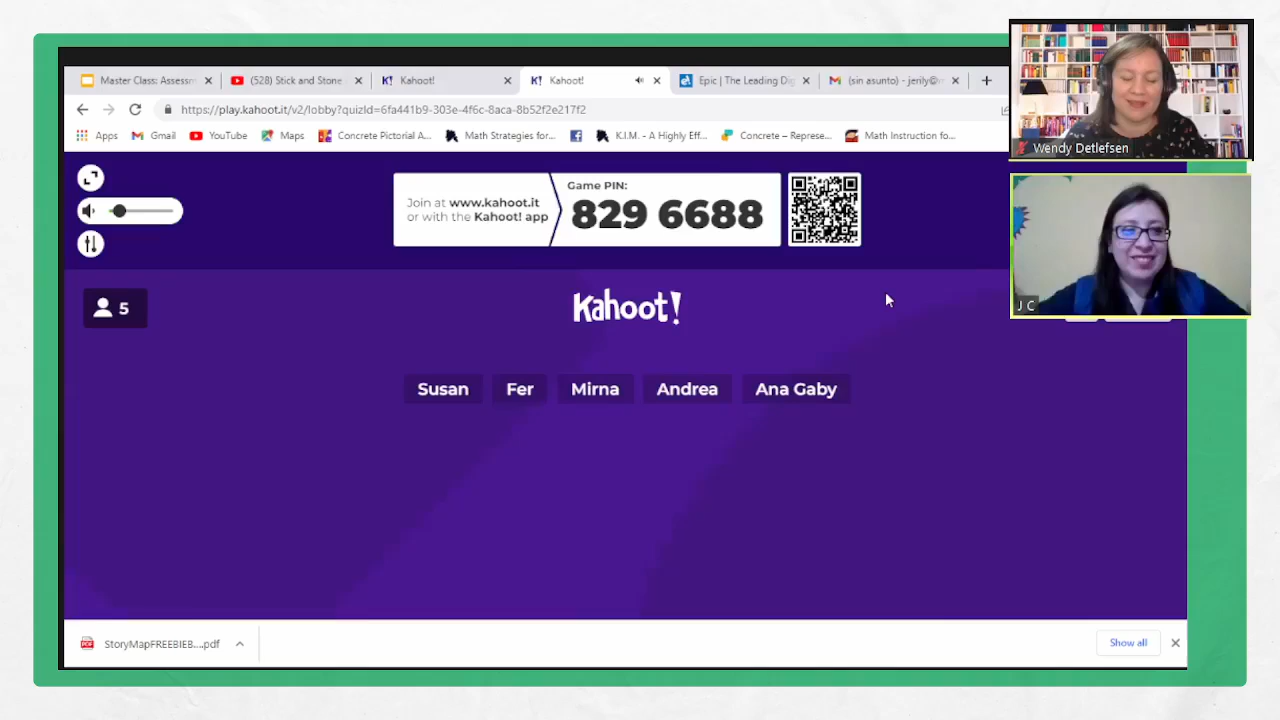 Master Class: Assessm
(528) Stick and Stone
K! Kahoot!
K! Kahoot!
Epic | The Leading Dig
(sin asunto) - jerily@m
https://play.kahoot.it/v2/lobby?quizId=6fa441b9-303e-4f6c-8aca-8b52f2e217f2
Apps
Gmail
YouTube
Maps
Concrete Pictorial A...
Math Strategies for...
K.I.M. - A Highly Eff...
Concrete – Represe...
Math Instruction fo...
Wendy Detlefsen
Join at www.kahoot.it
or with the Kahoot! app
Game PIN:
829 6688
J C
5
Kahoot!
Susan
Fer
Mirna
Andrea
Ana Gaby
PDF
StoryMapFREEBIEB....pdf
Show all